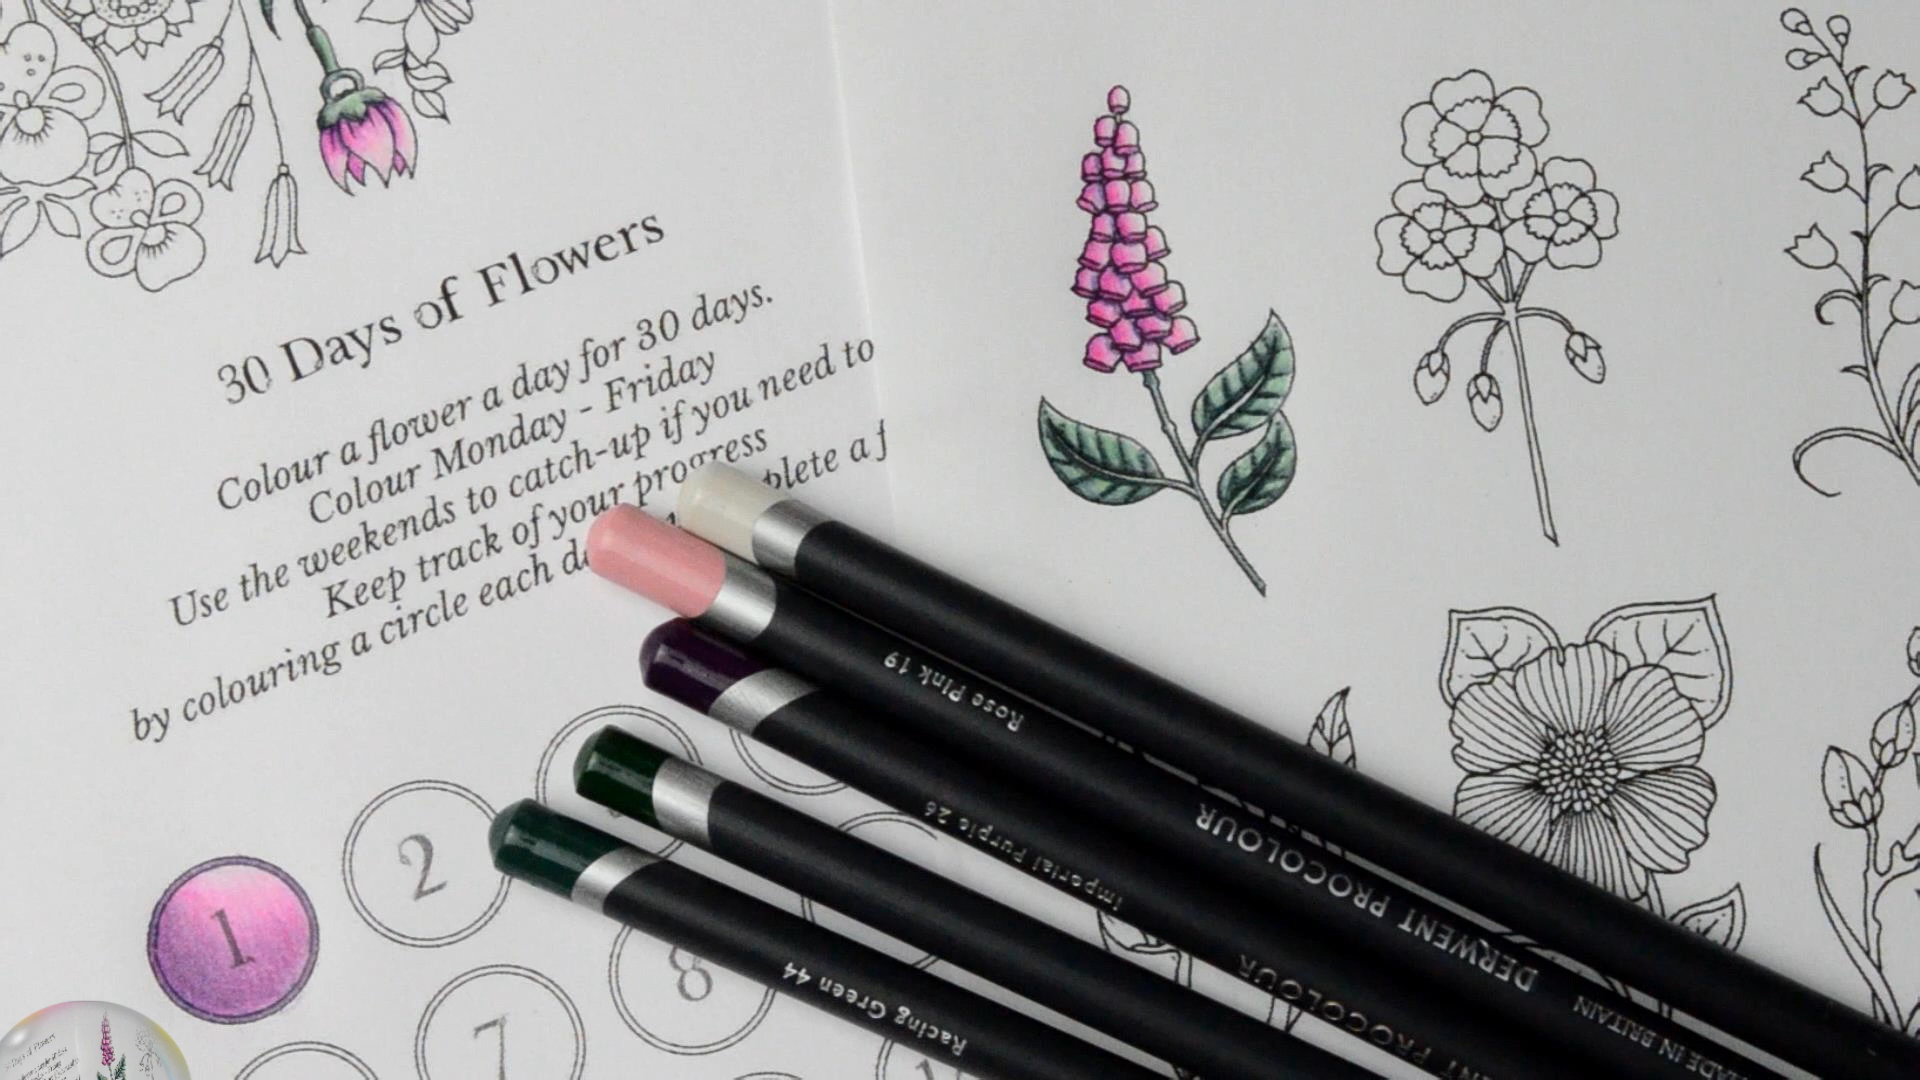 30 Days of Flowers
Colour a flower a day for 30 days.
Colour Monday - Friday
Use the weekends to catch-up if you need to
Keep track of your progress
by colouring a circle each
plete a f
1
2
7
8
Rose Pink 19
Imperial Purple 26
Racing Green 44
DERWENT PROCOLOUR
PROCOLOUR
PROCOLOUR
MADE IN BRITAIN